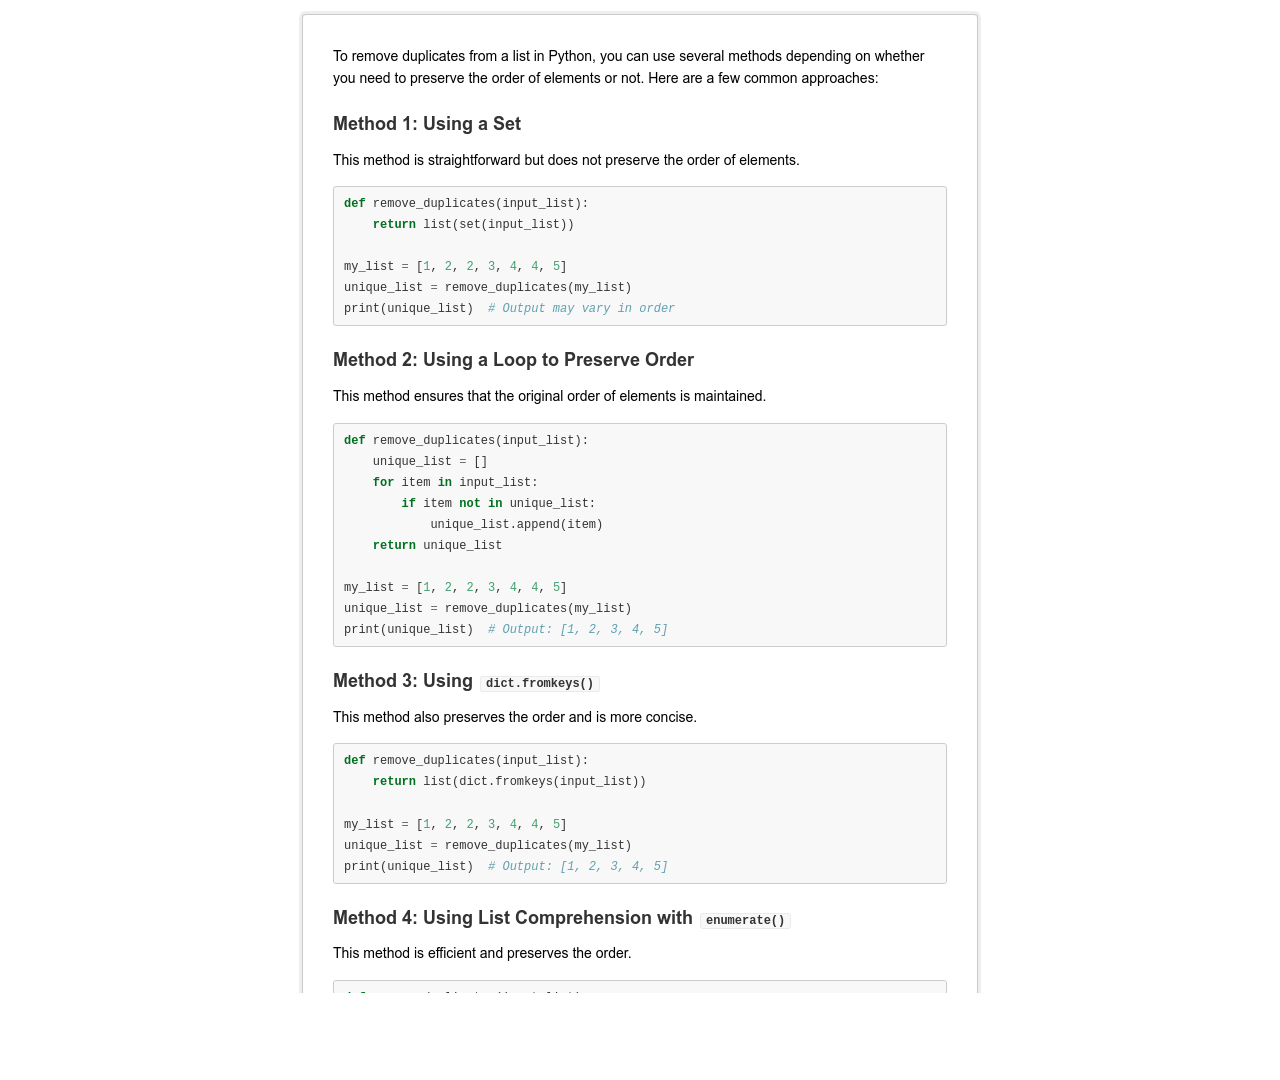 To remove duplicates from a list in Python, you can use several methods depending on whether
you need to preserve the order of elements or not. Here are a few common approaches:
Method 1: Using a Set
This method is straightforward but does not preserve the order of elements.
def remove_duplicates(input_list):
    return list(set(input_list))

my_list = [1, 2, 2, 3, 4, 4, 5]
unique_list = remove_duplicates(my_list)
print(unique_list)  # Output may vary in order
Method 2: Using a Loop to Preserve Order
This method ensures that the original order of elements is maintained.
def remove_duplicates(input_list):
    unique_list = []
    for item in input_list:
        if item not in unique_list:
            unique_list.append(item)
    return unique_list

my_list = [1, 2, 2, 3, 4, 4, 5]
unique_list = remove_duplicates(my_list)
print(unique_list)  # Output: [1, 2, 3, 4, 5]
Method 3: Using dict.fromkeys()
This method also preserves the order and is more concise.
def remove_duplicates(input_list):
    return list(dict.fromkeys(input_list))

my_list = [1, 2, 2, 3, 4, 4, 5]
unique_list = remove_duplicates(my_list)
print(unique_list)  # Output: [1, 2, 3, 4, 5]
Method 4: Using List Comprehension with enumerate()
This method is efficient and preserves the order.